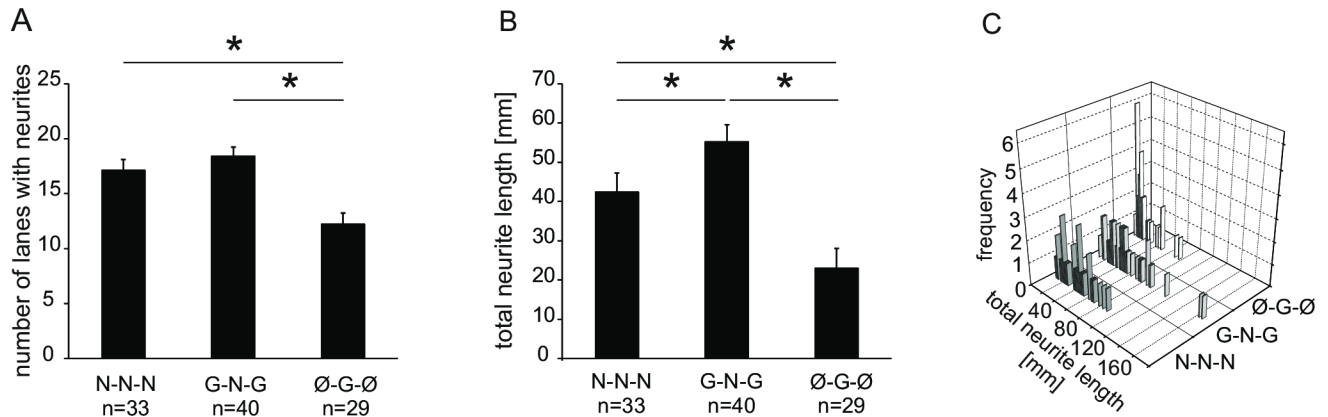 A
number of lanes with neurites
25
20
15
10
5
0
*
*
N-N-N G-N-G Ø-G-Ø
n=33 n=40 n=29
B
total neurite length [mm]
70
60
50
40
30
20
10
0
*
* *
N-N-N G-N-G Ø-G-Ø
n=33 n=40 n=29
C
frequency
6
5
4
3
2
1
0
40
80
120
160
total neurite length
[mm]
N-N-N
G-N-G
Ø-G-Ø